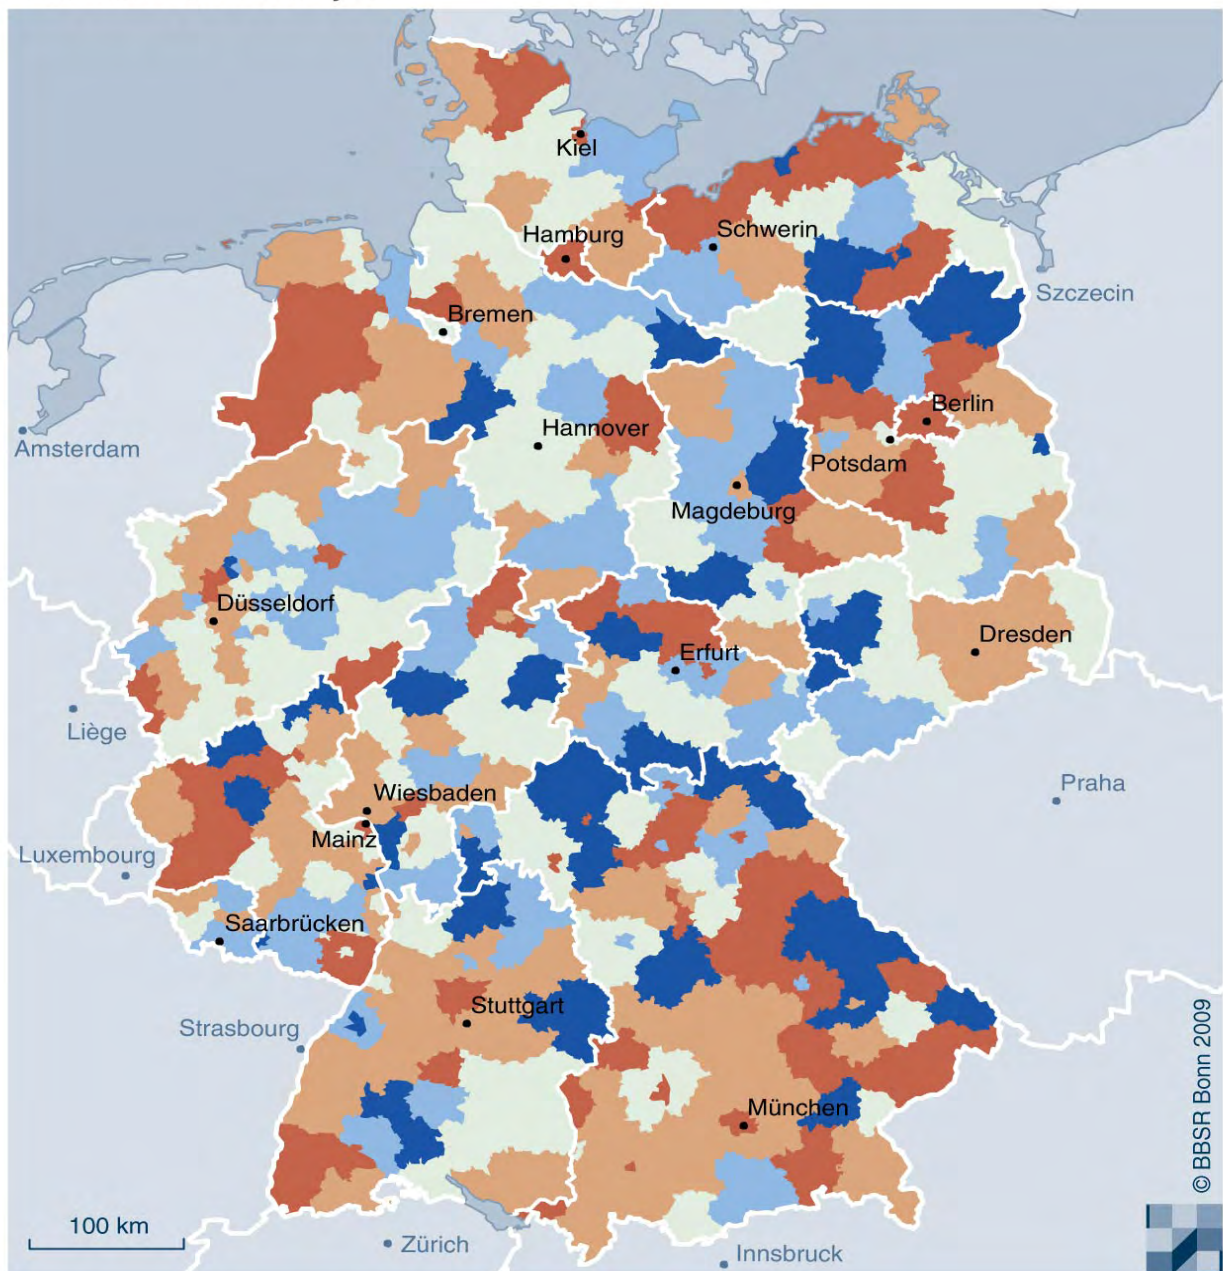 Kiel
Hamburg
Schwerin
Szczecin
Bremen
Berlin
Hannover
Amsterdam
Potsdam
Magdeburg
Düsseldorf
Dresden
Erfurt
Liège
Praha
Wiesbaden
Mainz
Luxembourg
Saarbrücken
Stuttgart
Strasbourg
München
© BBSR Bonn 2009
100 km
Zürich
Innsbruck